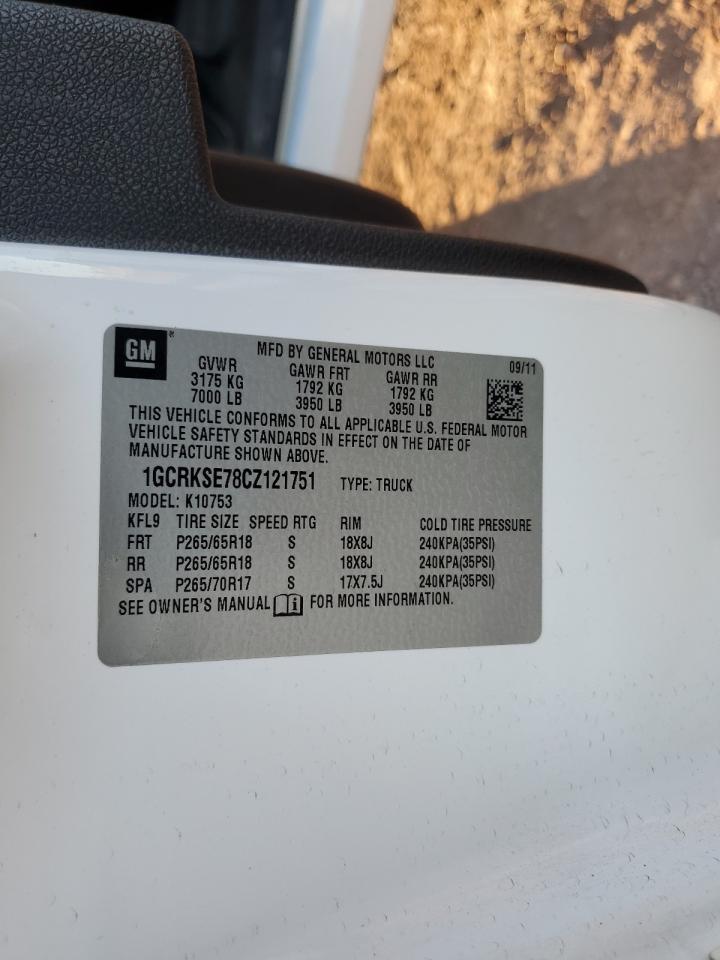 GM ®
MFD BY GENERAL MOTORS LLC 09/11
GVWR GAWR FRT GAWR RR
3175 KG 1792 KG 1792 KG
7000 LB 3950 LB 3950 LB
THIS VEHICLE CONFORMS TO ALL APPLICABLE U.S. FEDERAL MOTOR
VEHICLE SAFETY STANDARDS IN EFFECT ON THE DATE OF
MANUFACTURE SHOWN ABOVE.
1GCRKSE78CZ121751 TYPE: TRUCK
MODEL: K10753
KFL9 TIRE SIZE SPEED RTG RIM COLD TIRE PRESSURE
FRT P265/65R18 S 18X8J 240KPA(35PSI)
RR P265/65R18 S 18X8J 240KPA(35PSI)
SPA P265/70R17 S 17X7.5J 240KPA(35PSI)
SEE OWNER'S MANUAL i FOR MORE INFORMATION.